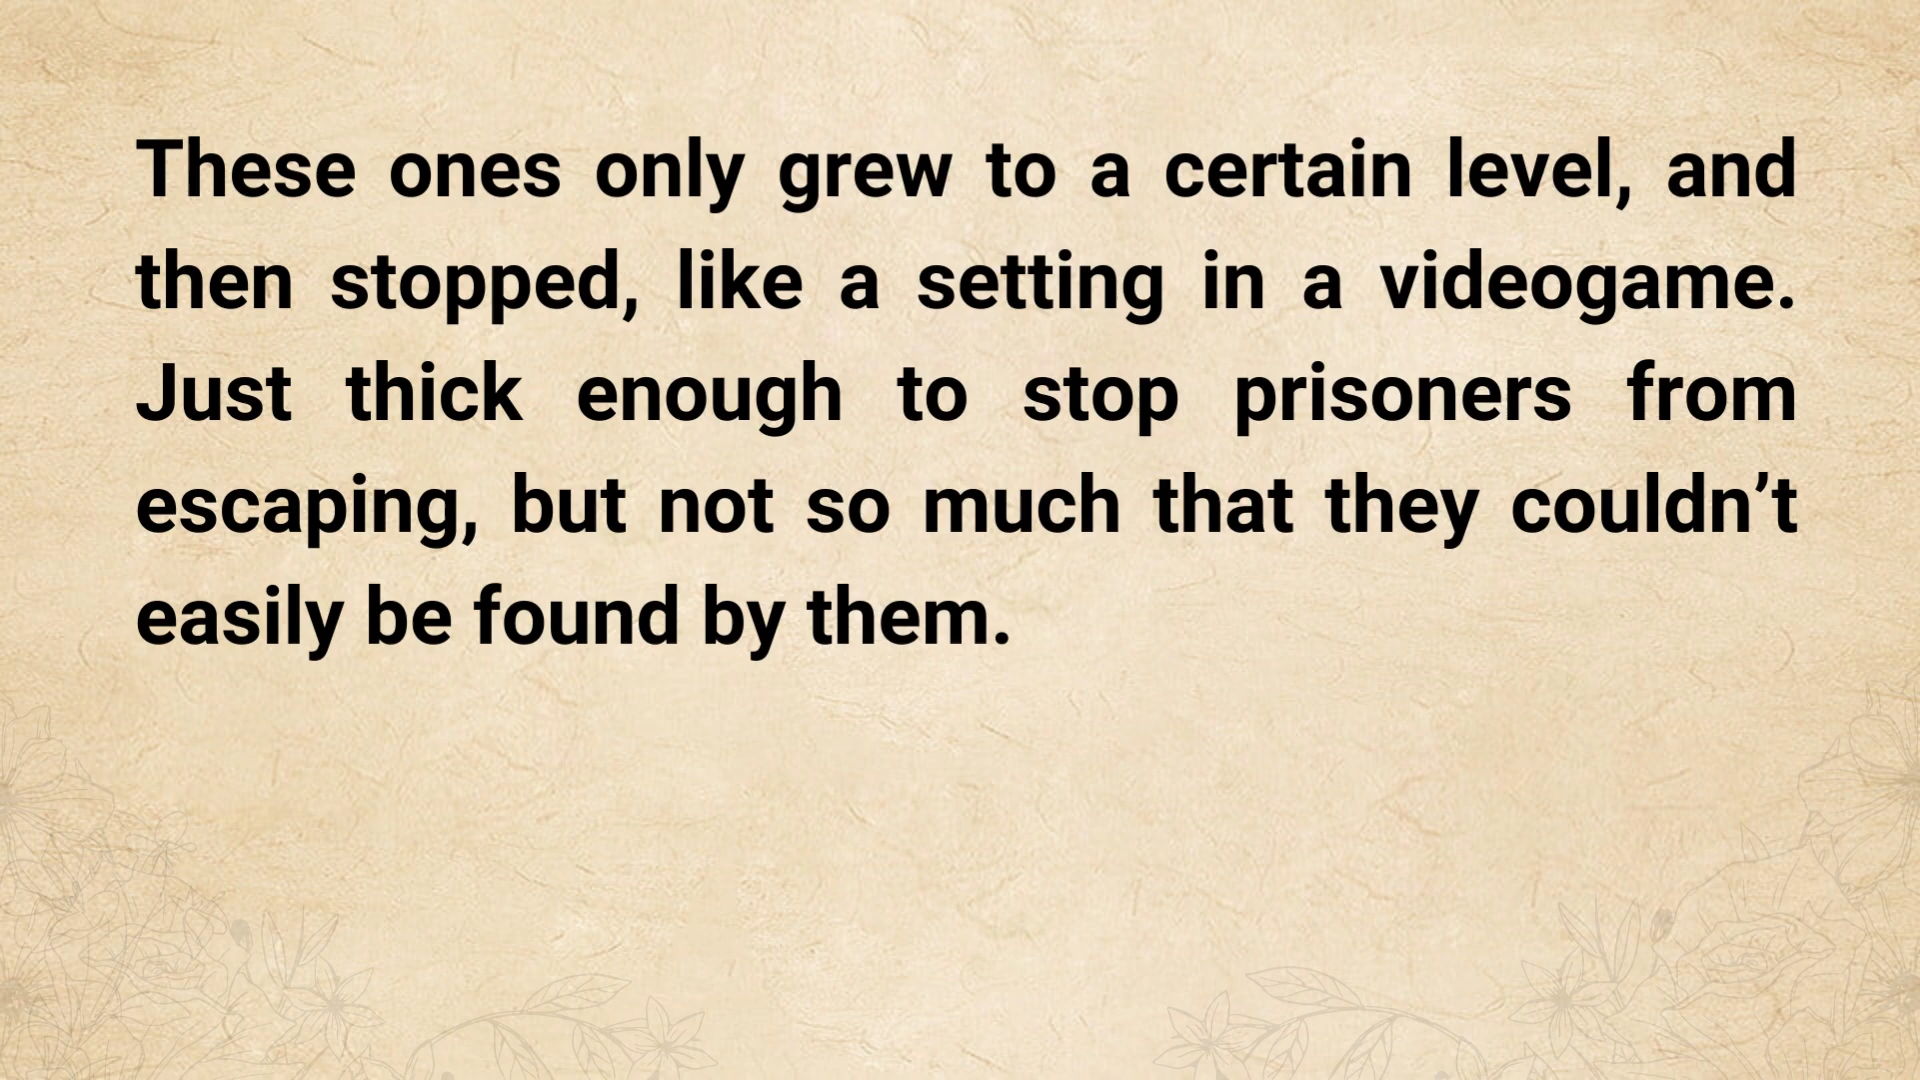 These ones only grew to a certain level, and
then stopped, like a setting in a videogame.
Just thick enough to stop prisoners from
escaping, but not so much that they couldn’t
easily be found by them.